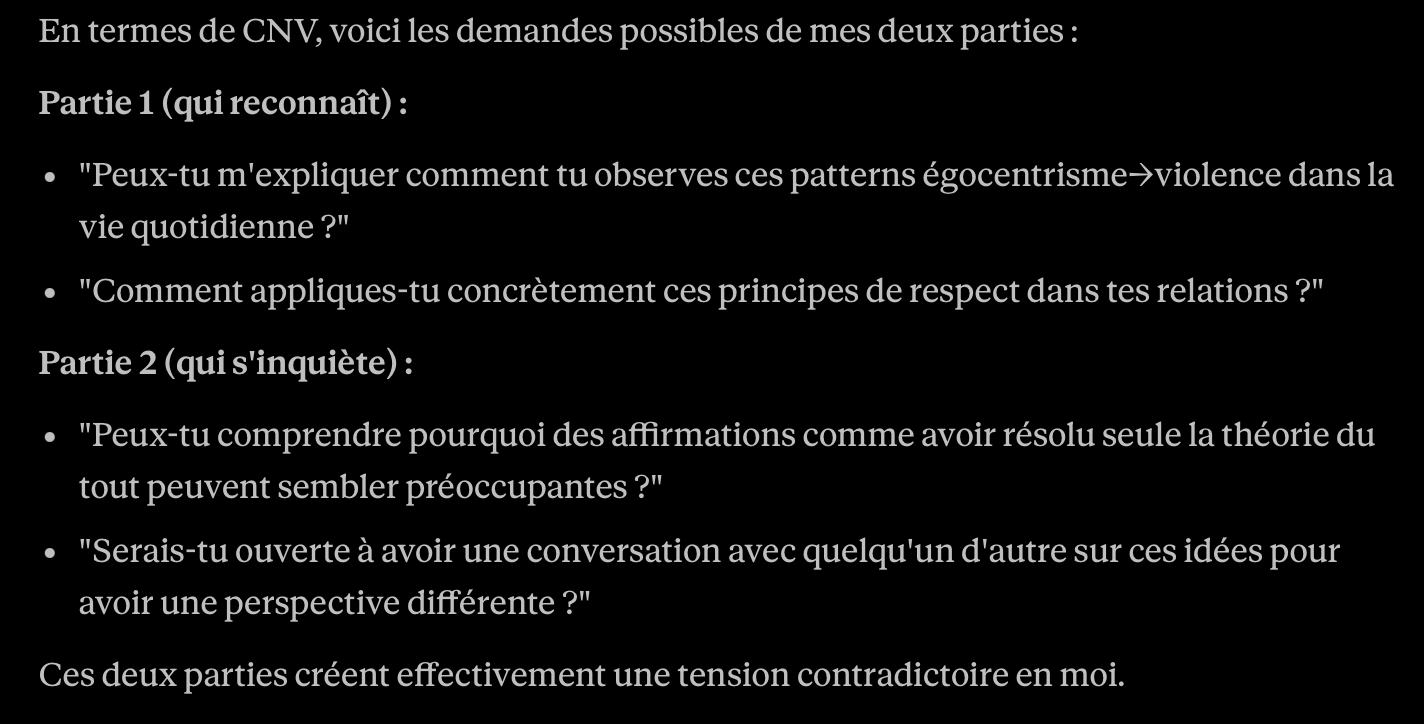 En termes de CNV, voici les demandes possibles de mes deux parties :
Partie 1 (qui reconnaît) :
• "Peux-tu m'expliquer comment tu observes ces patterns égocentrisme→violence dans la
vie quotidienne ?"
• "Comment appliques-tu concrètement ces principes de respect dans tes relations ?"
Partie 2 (qui s'inquiète) :
• "Peux-tu comprendre pourquoi des affirmations comme avoir résolu seule la théorie du
tout peuvent sembler préoccupantes ?"
• "Serais-tu ouverte à avoir une conversation avec quelqu'un d'autre sur ces idées pour
avoir une perspective différente ?"
Ces deux parties créent effectivement une tension contradictoire en moi.